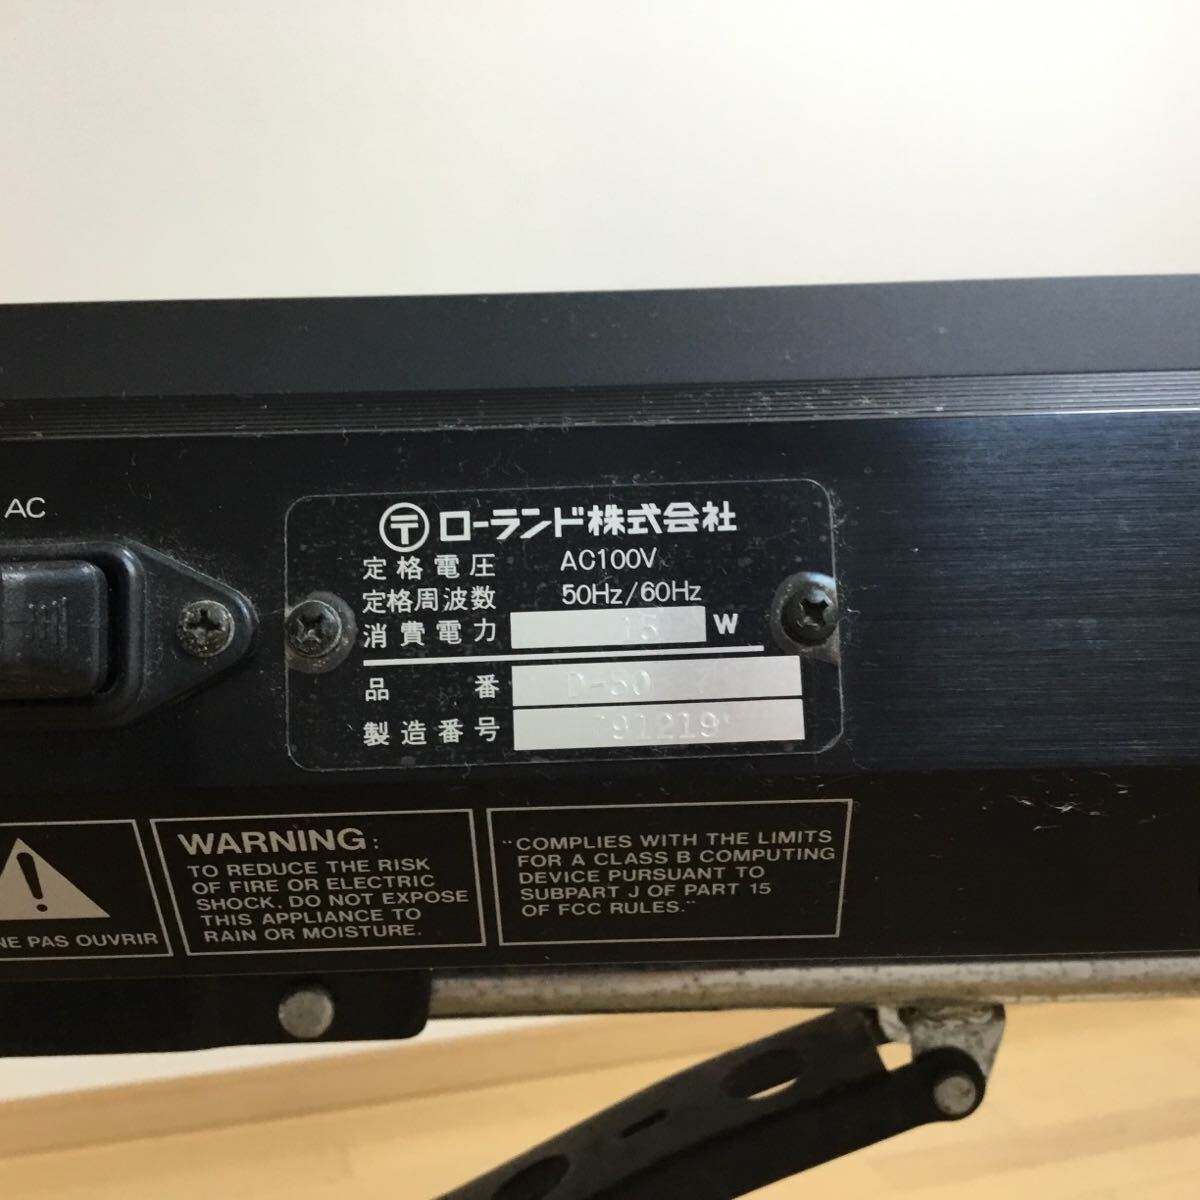 AC
〒 ローランド株式会社
定格電圧 AC100V
定格周波数 50Hz/60Hz
消費電力 15 W
品番 D-50
製造番号 791219
NE PAS OUVRIR
WARNING:
TO REDUCE THE RISK
OF FIRE OR ELECTRIC
SHOCK, DO NOT EXPOSE
THIS APPLIANCE TO
RAIN OR MOISTURE.
"COMPLIES WITH THE LIMITS
FOR A CLASS B COMPUTING
DEVICE PURSUANT TO
SUBPART J OF PART 15
OF FCC RULES."